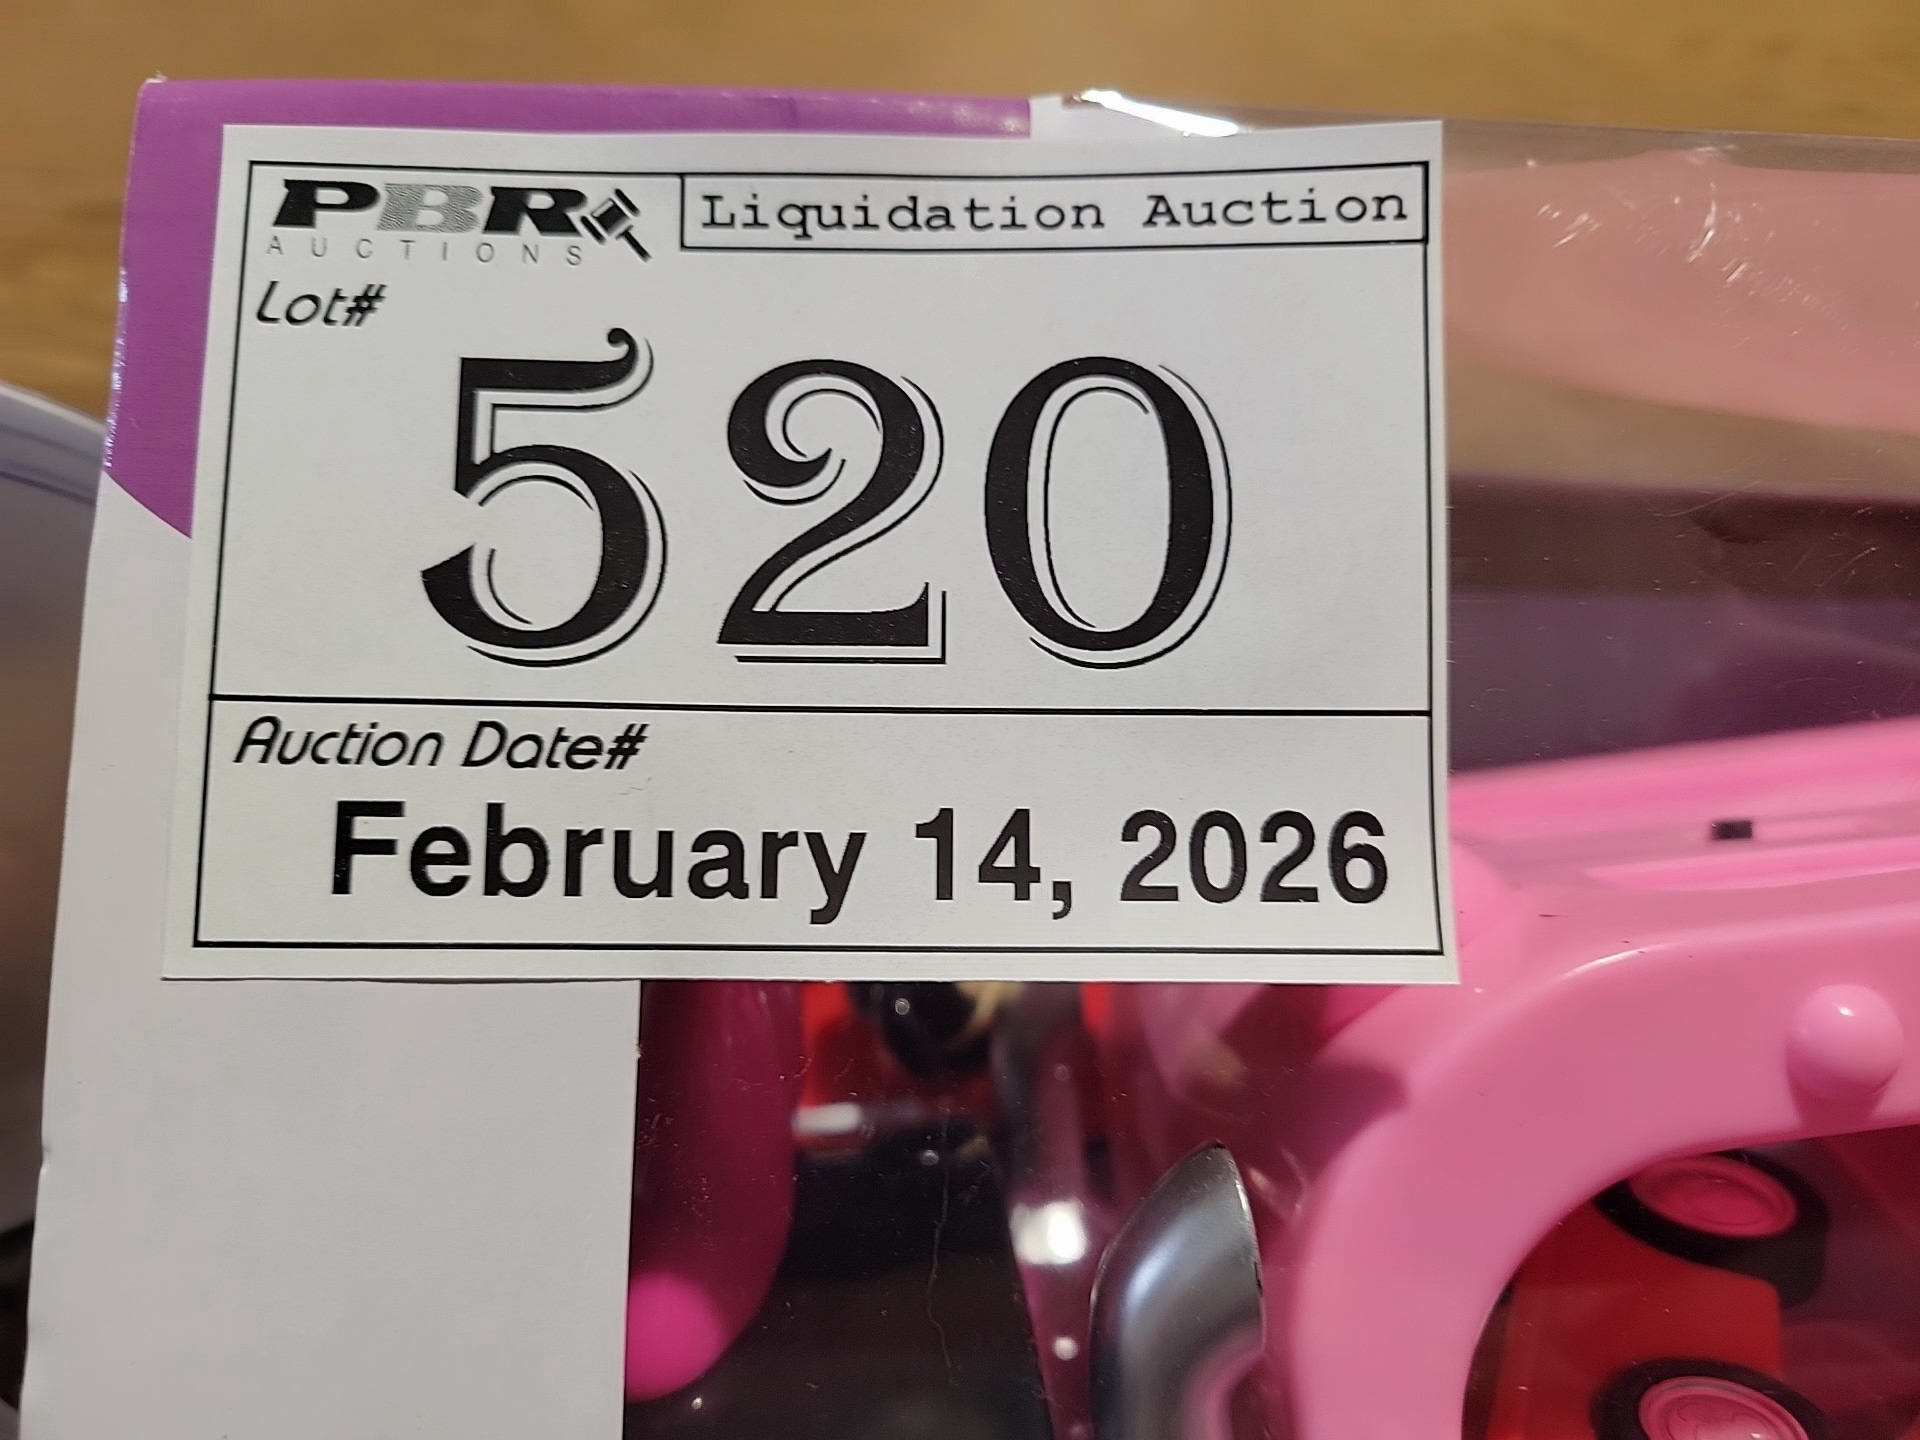 PBR
AUCTIONS
Liquidation Auction
Lot#
520
Auction Date#
February 14, 2026